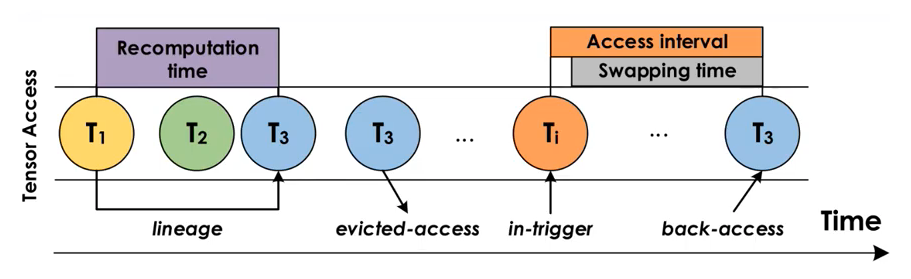 Recomputation
time
Access interval
Swapping time
Tensor Access
T1
T2
T3
T3
...
Ti
...
T3
lineage
evicted-access
in-trigger
back-access
Time